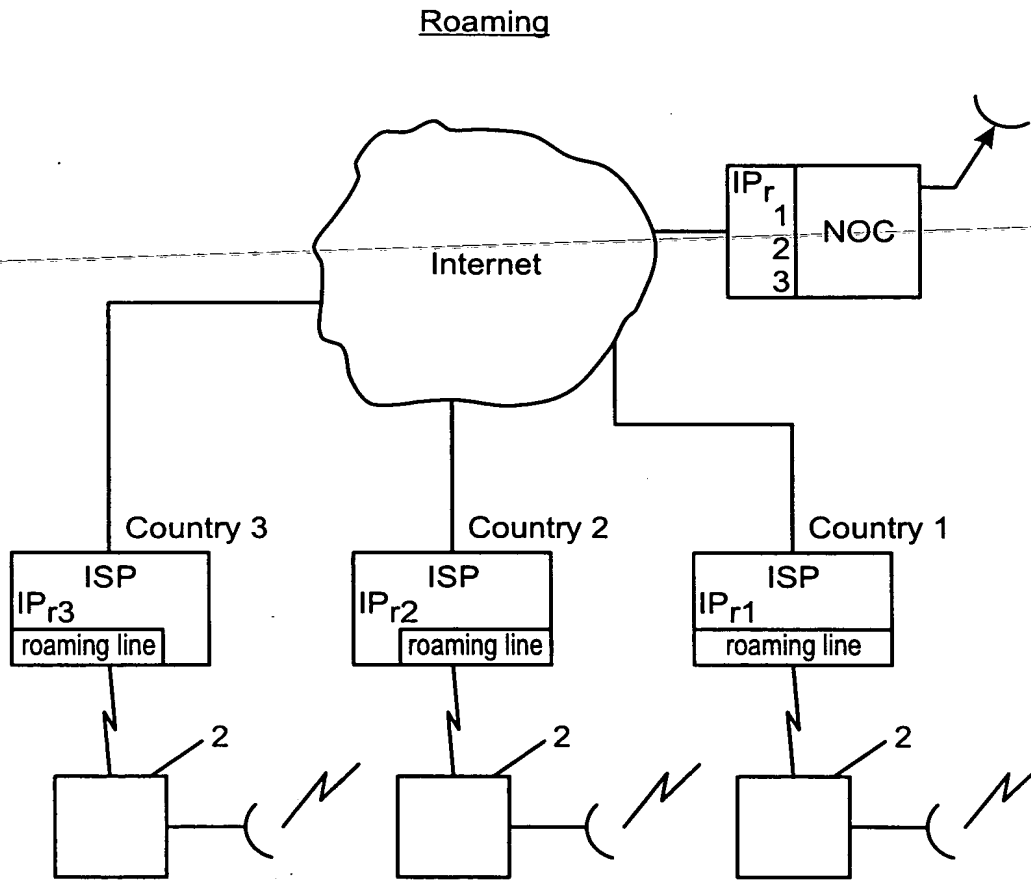 Roaming
IPr
1
2
3
NOC
Internet
Country 3
Country 2
Country 1
ISP
IPr3
roaming line
ISP
IPr2
roaming line
ISP
IPr1
roaming line
2
2
2